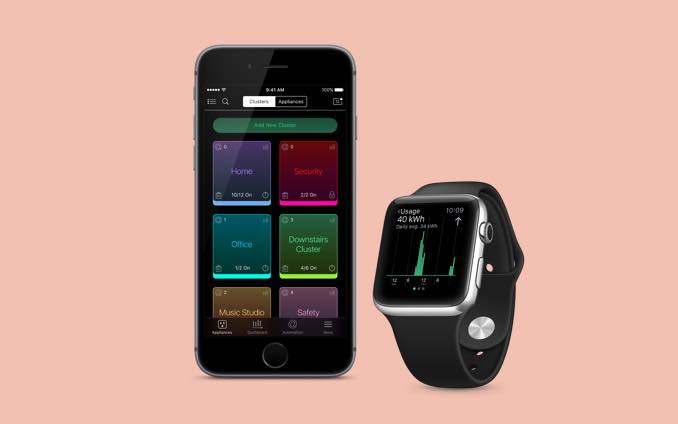 9:41 AM
100%
Clusters
Appliances
Add New Cluster
0
Home
10/12 On
0
Security
2/2 On
1
Office
1/2 On
3
Downstairs
Cluster
4/6 On
2
Music Studio
4
Safety
Appliances
Dashboard
Automation
Menu
<Usage
10:09
40 kWh
Daily avg. 34 kWh
12
6
12
6